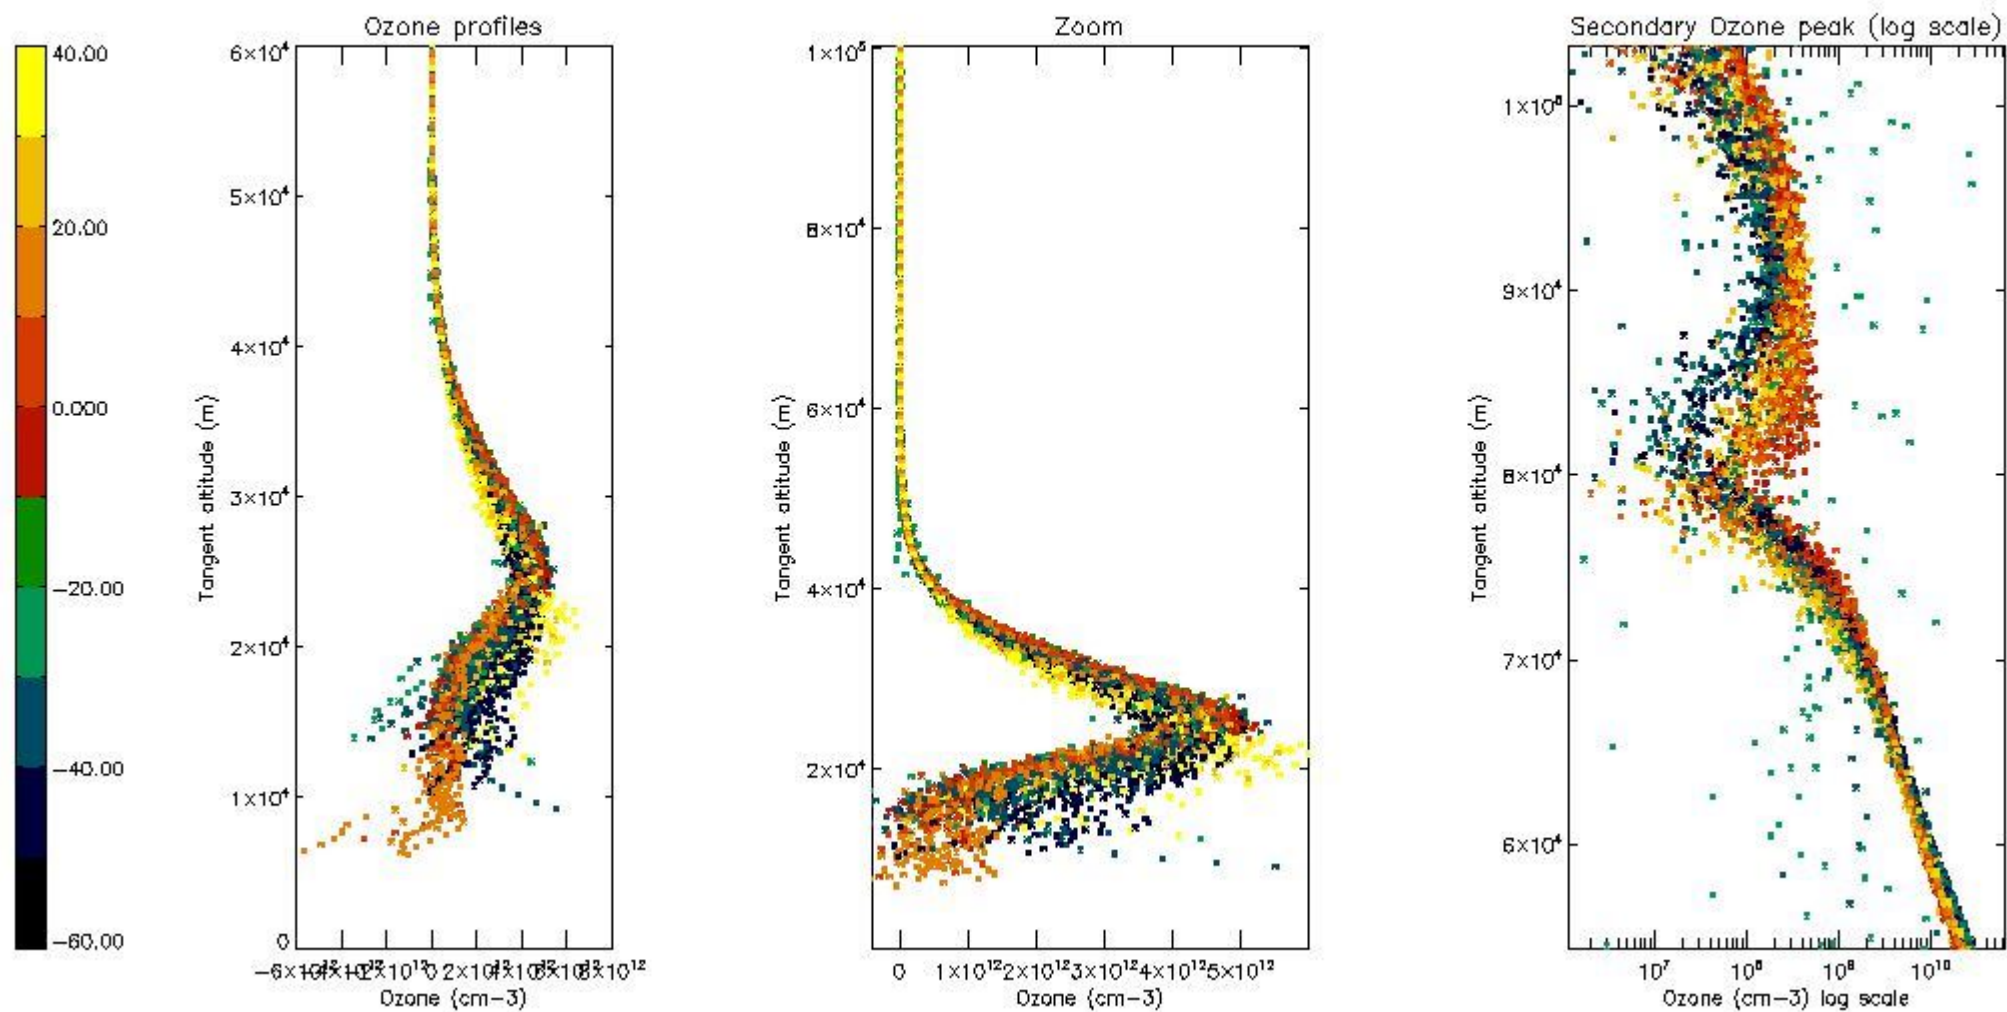 Ozone profiles
Zoom
Secondary Ozone peak (log scale)
40.00
20.00
0.000
−20.00
−40.00
−60.00
6×10⁴
5×10⁴
4×10⁴
3×10⁴
2×10⁴
1×10⁴
0
Tangent altitude (m)
0
Ozone (cm−3)
1×10⁵
8×10⁴
6×10⁴
4×10⁴
2×10⁴
Tangent altitude (m)
0 1×10¹² 2×10¹² 3×10¹² 4×10¹² 5×10¹²
Ozone (cm−3)
1×10⁵
9×10⁴
8×10⁴
7×10⁴
6×10⁴
Tangent altitude (m)
10⁷ 10⁸ 10⁹ 10¹⁰
Ozone (cm−3) log scale